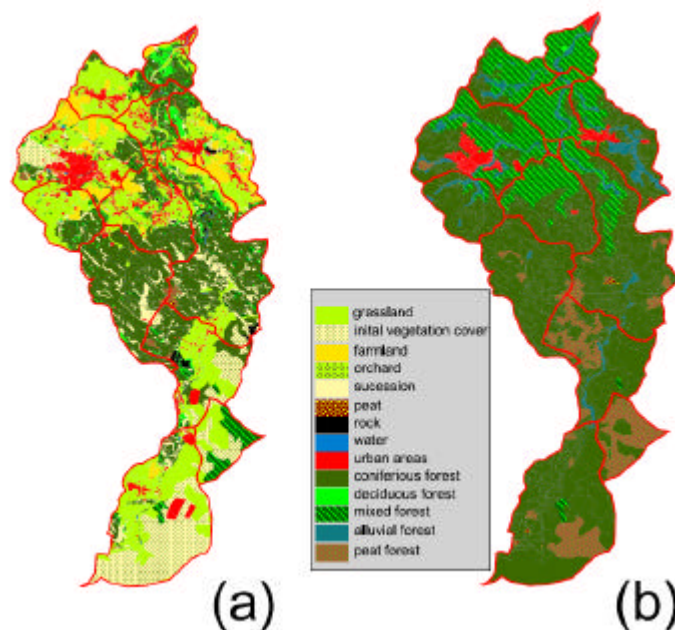 grassland
inital vegetation cover
farmland
orchard
sucession
peat
rock
water
urban areas
coniferious forest
deciduous forest
mixed forest
alluvial forest
peat forest
(a)
(b)